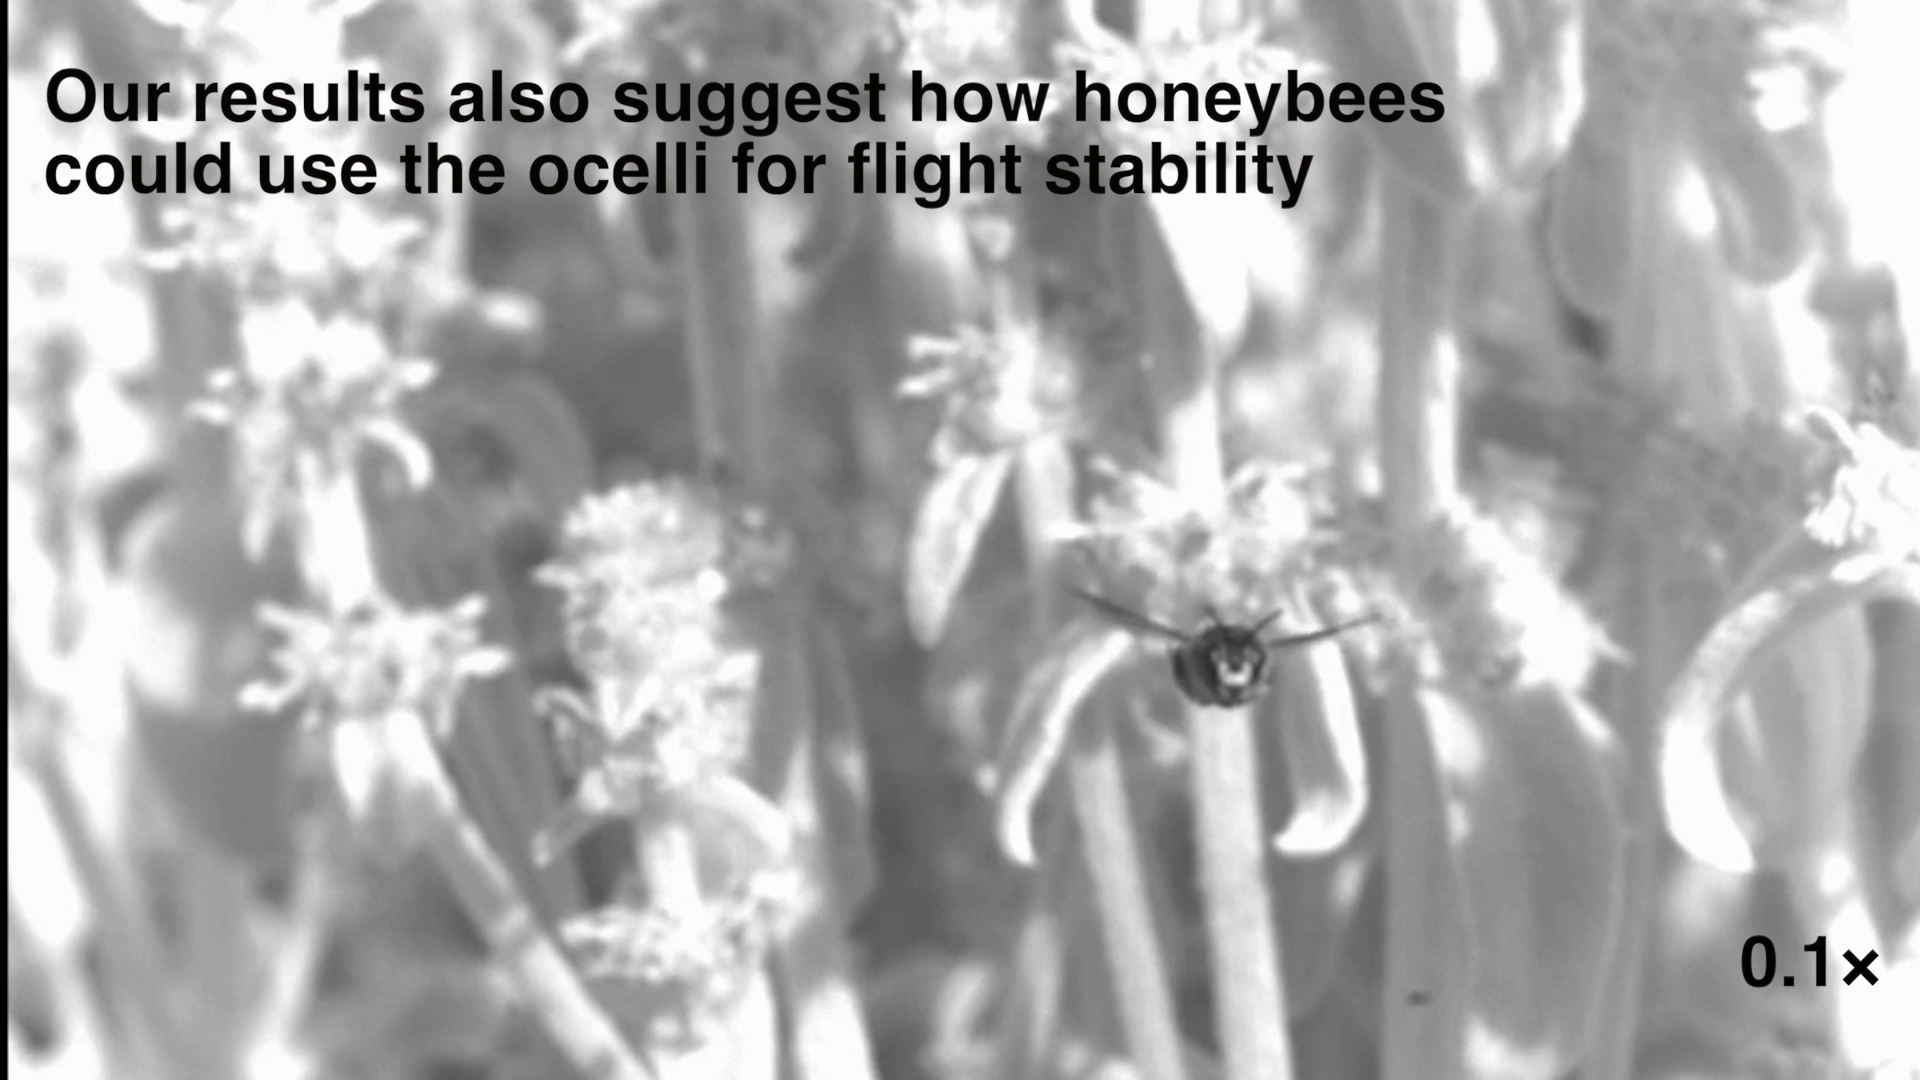 Our results also suggest how honeybees
could use the ocelli for flight stability
0.1×